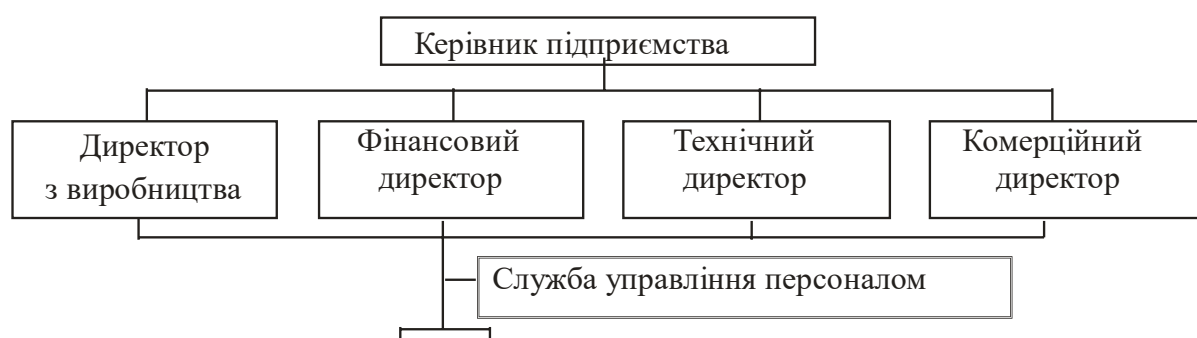 Керівник підприємства
Директор
з виробництва
Фінансовий
директор
Технічний
директор
Комерційний
директор
Служба управління персоналом